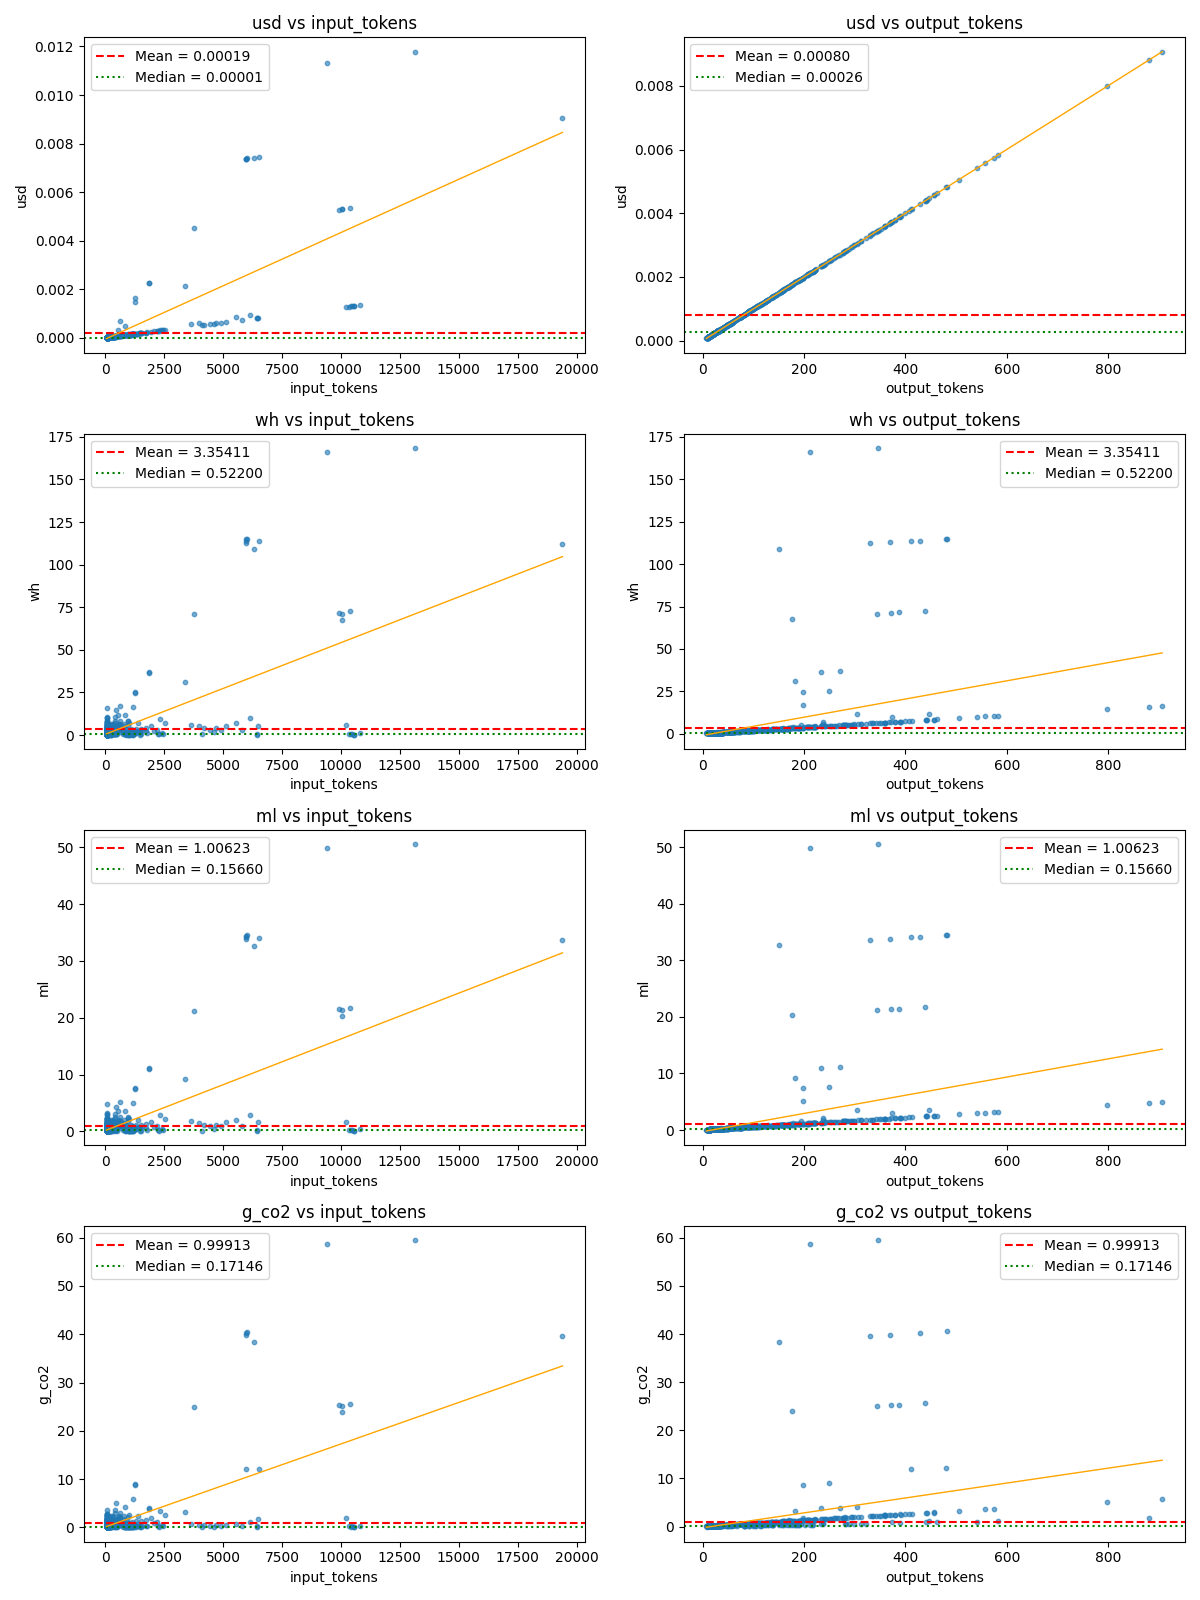 usd vs input_tokens
Mean = 0.00019
Median = 0.00001
0.012
0.010
0.008
0.006
0.004
0.002
0.000
usd
0
2500
5000
7500
10000
12500
15000
17500
20000
input_tokens
usd vs output_tokens
Mean = 0.00080
Median = 0.00026
0.008
0.006
0.004
0.002
0.000
usd
0
200
400
600
800
output_tokens
wh vs input_tokens
Mean = 3.35411
Median = 0.52200
175
150
125
100
75
50
25
0
wh
0
2500
5000
7500
10000
12500
15000
17500
20000
input_tokens
wh vs output_tokens
Mean = 3.35411
Median = 0.52200
175
150
125
100
75
50
25
0
wh
0
200
400
600
800
output_tokens
ml vs input_tokens
Mean = 1.00623
Median = 0.15660
50
40
30
20
10
0
ml
0
2500
5000
7500
10000
12500
15000
17500
20000
input_tokens
ml vs output_tokens
Mean = 1.00623
Median = 0.15660
50
40
30
20
10
0
ml
0
200
400
600
800
output_tokens
g_co2 vs input_tokens
Mean = 0.99913
Median = 0.17146
60
50
40
30
20
10
0
g_co2
0
2500
5000
7500
10000
12500
15000
17500
20000
input_tokens
g_co2 vs output_tokens
Mean = 0.99913
Median = 0.17146
60
50
40
30
20
10
0
g_co2
0
200
400
600
800
output_tokens